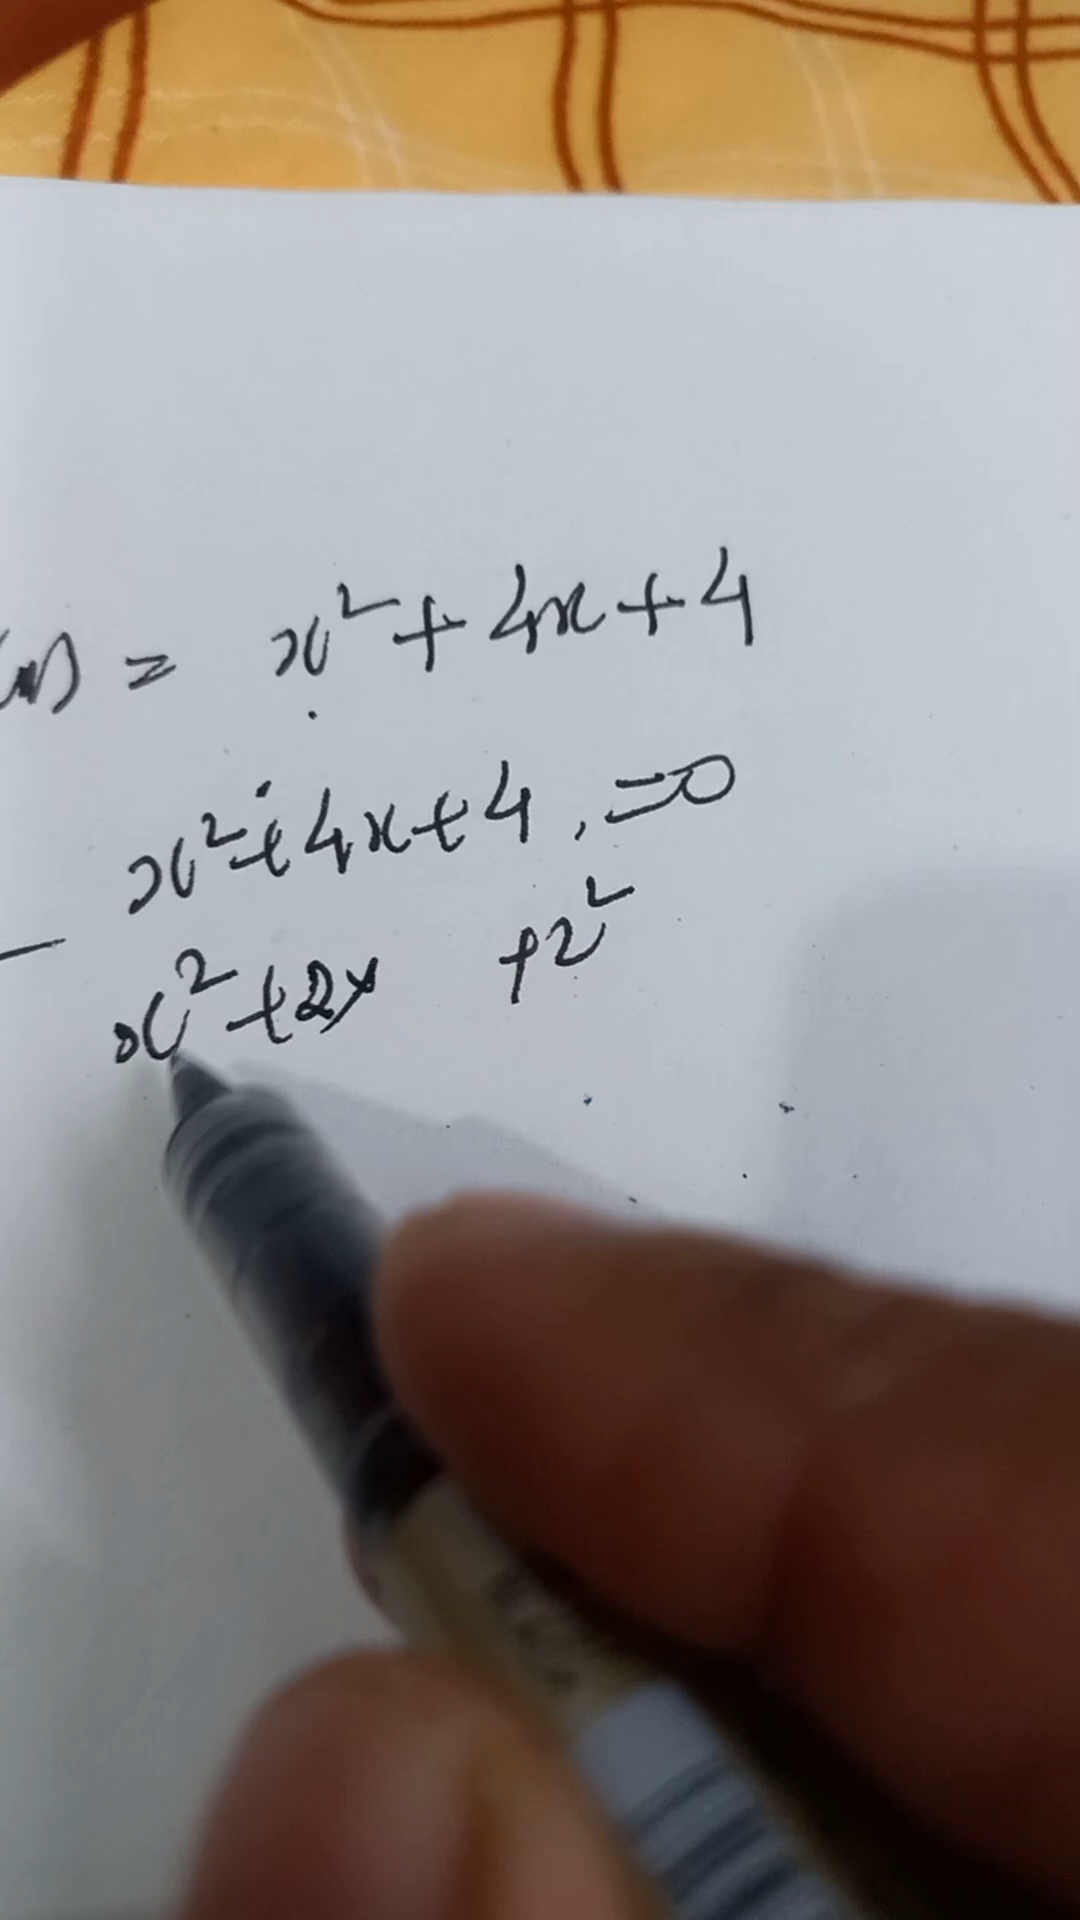 (x) = x² + 4x + 4
x² + 4x + 4 = 0
x² + 2x +2²